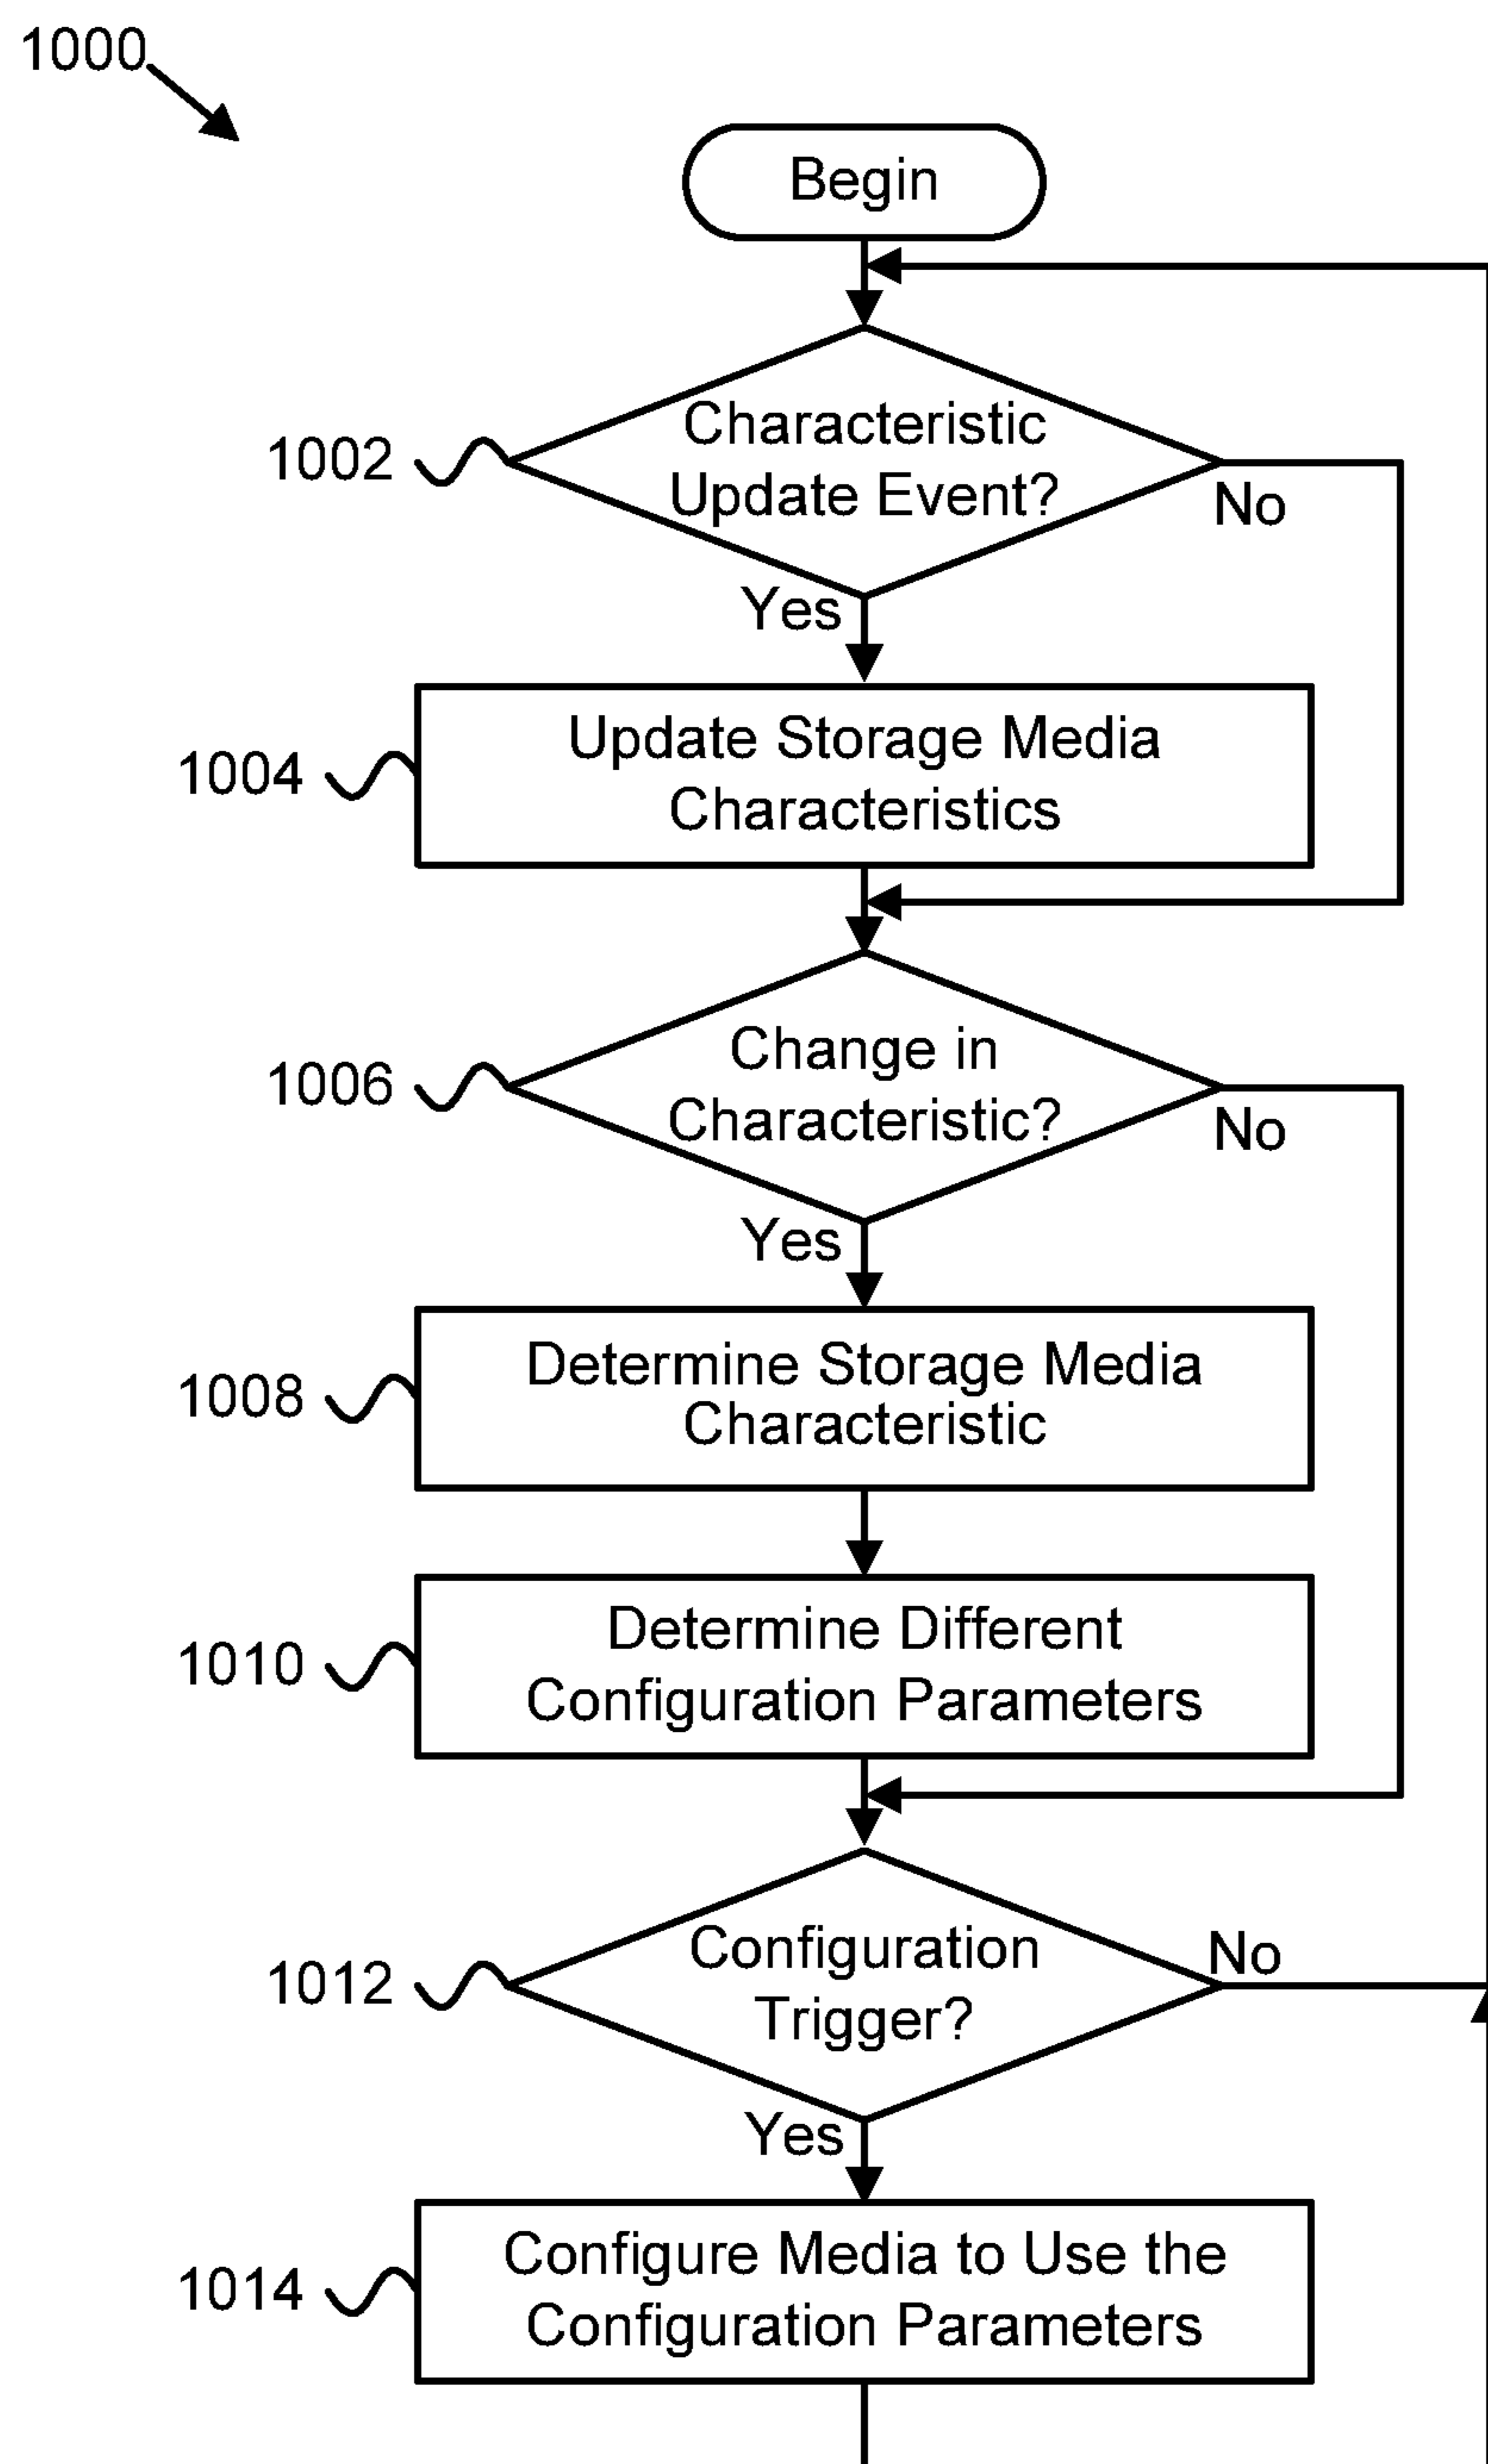 1000
Begin
1002
Characteristic
Update Event?
No
Yes
1004
Update Storage Media
Characteristics
1006
Change in
Characteristic?
No
Yes
1008
Determine Storage Media
Characteristic
1010
Determine Different
Configuration Parameters
1012
Configuration
Trigger?
No
Yes
1014
Configure Media to Use the
Configuration Parameters